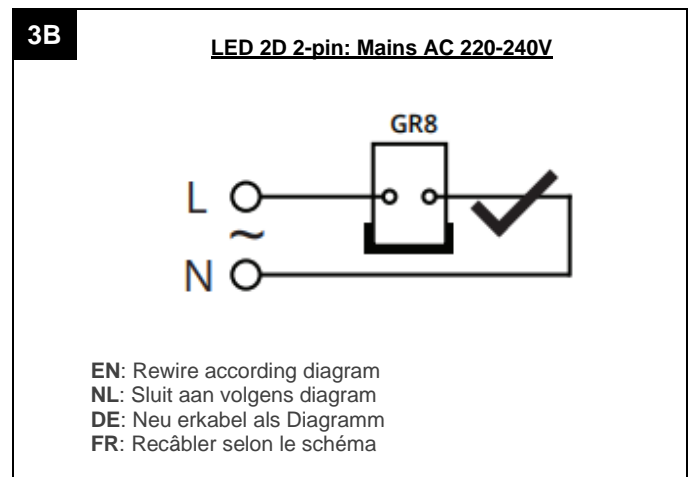 3B
LED 2D 2-pin: Mains AC 220-240V
GR8
L
~
N
EN: Rewire according diagram
NL: Sluit aan volgens diagram
DE: Neu erkabel als Diagramm
FR: Recâbler selon le schéma